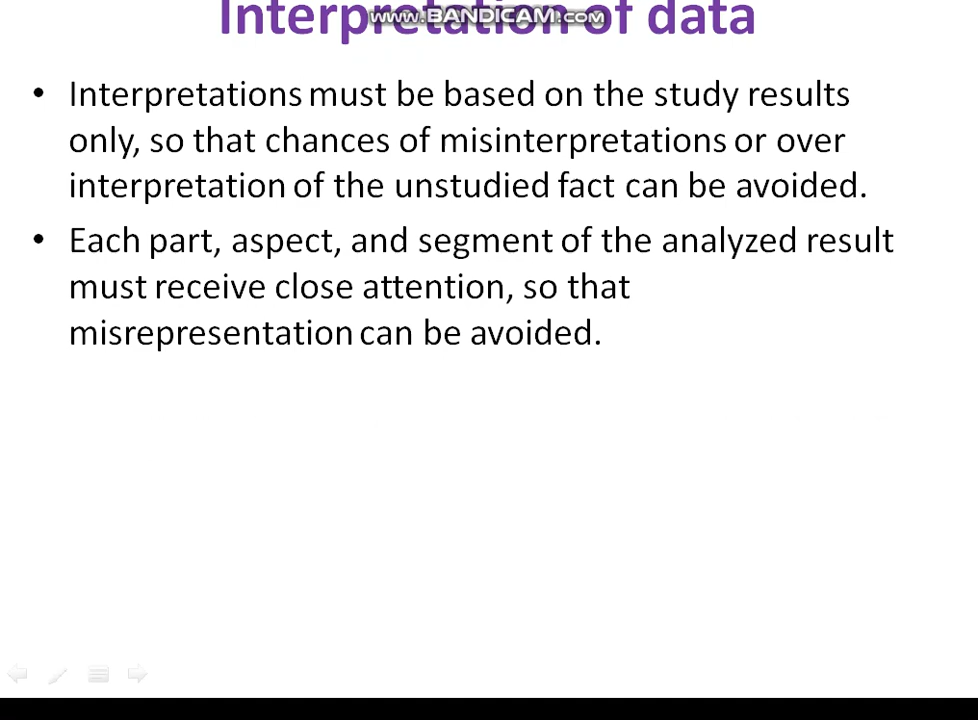 Interpretation of data
www.BANDICAM.com
• Interpretations must be based on the study results
only, so that chances of misinterpretations or over
interpretation of the unstudied fact can be avoided.
• Each part, aspect, and segment of the analyzed result
must receive close attention, so that
misrepresentation can be avoided.